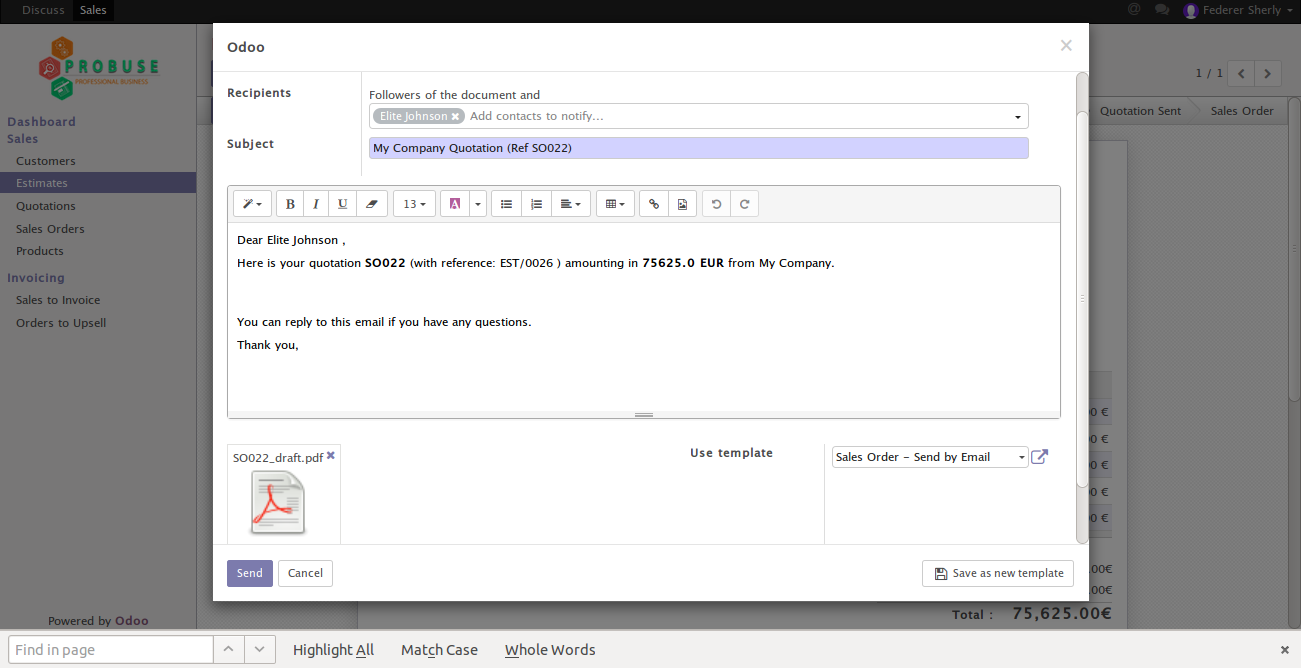 Discuss Sales @ Federer Sherly
PROBUSE
PROFESSIONAL BUSINESS
Dashboard
Sales
Customers
Estimates
Quotations
Sales Orders
Products
Invoicing
Sales to Invoice
Orders to Upsell
Powered by Odoo
1 / 1
Quotation Sent Sales Order
Odoo ×
Recipients
Followers of the document and
Elite Johnson × Add contacts to notify...
Subject
My Company Quotation (Ref SO022)
B I U 13 A
Dear Elite Johnson ,
Here is your quotation SO022 (with reference: EST/0026 ) amounting in 75625.0 EUR from My Company.
You can reply to this email if you have any questions.
Thank you,
SO022_draft.pdf ×
Use template
Sales Order - Send by Email
Send Cancel Save as new template
0 €
0 €
0 €
0 €
0 €
.00€
.00€
Total : 75,625.00€
Find in page Highlight All Match Case Whole Words ×